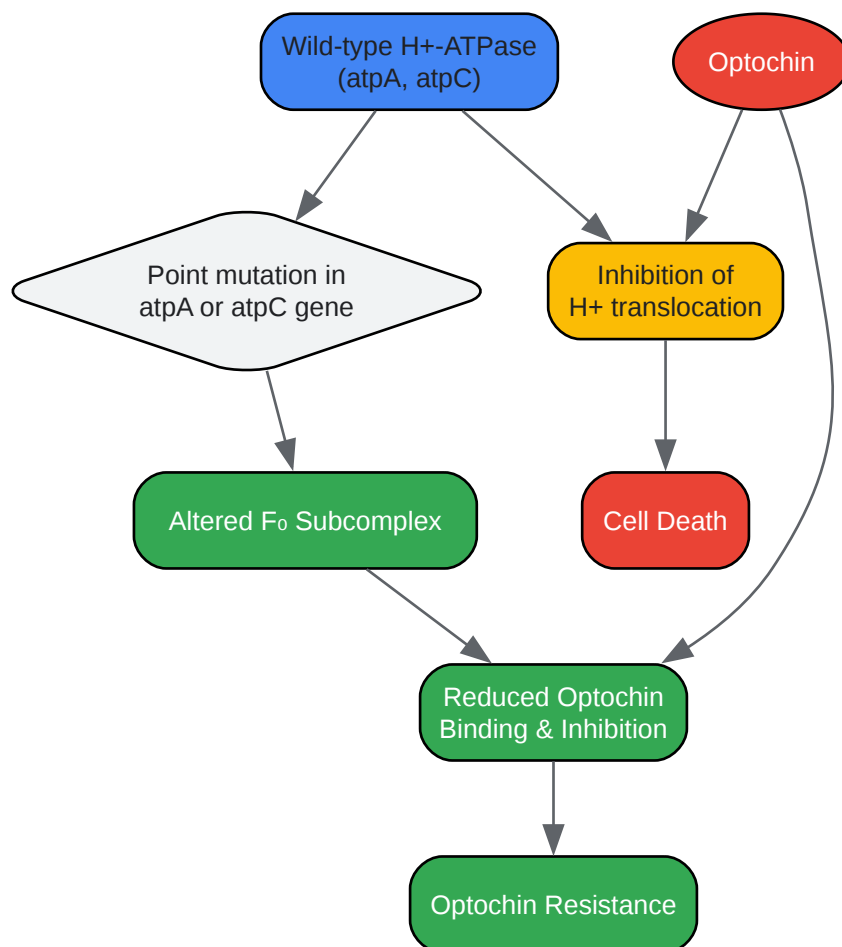 Wild-type H+-ATPase
(atpA, atpC)
Optochin
Point mutation in
atpA or atpC gene
Inhibition of
H+ translocation
Altered F₀ Subcomplex
Cell Death
Reduced Optochin
Binding & Inhibition
Optochin Resistance